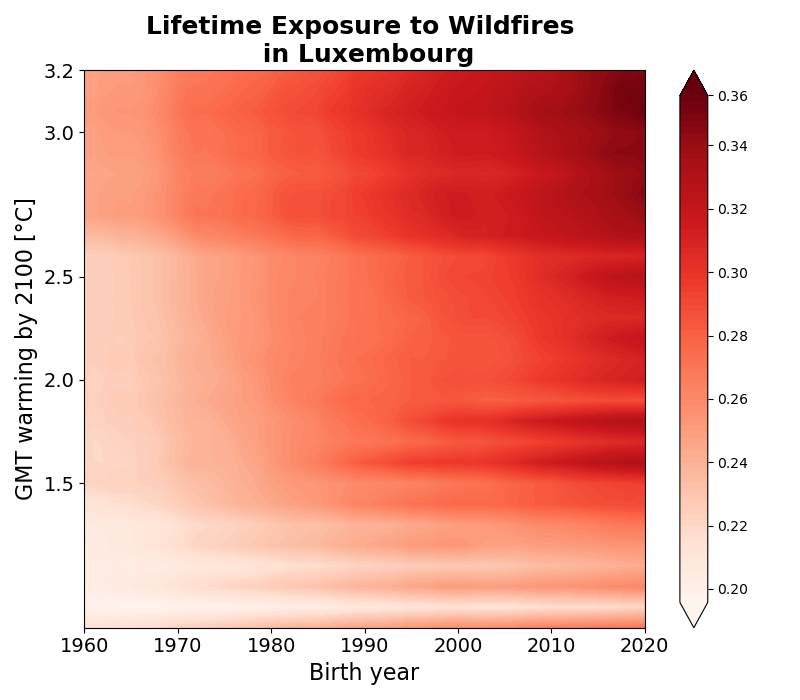 Lifetime Exposure to Wildfires
in Luxembourg
3.2
3.0
2.5
2.0
1.5
GMT warming by 2100 [°C]
1960 1970 1980 1990 2000 2010 2020
Birth year
0.36
0.34
0.32
0.30
0.28
0.26
0.24
0.22
0.20